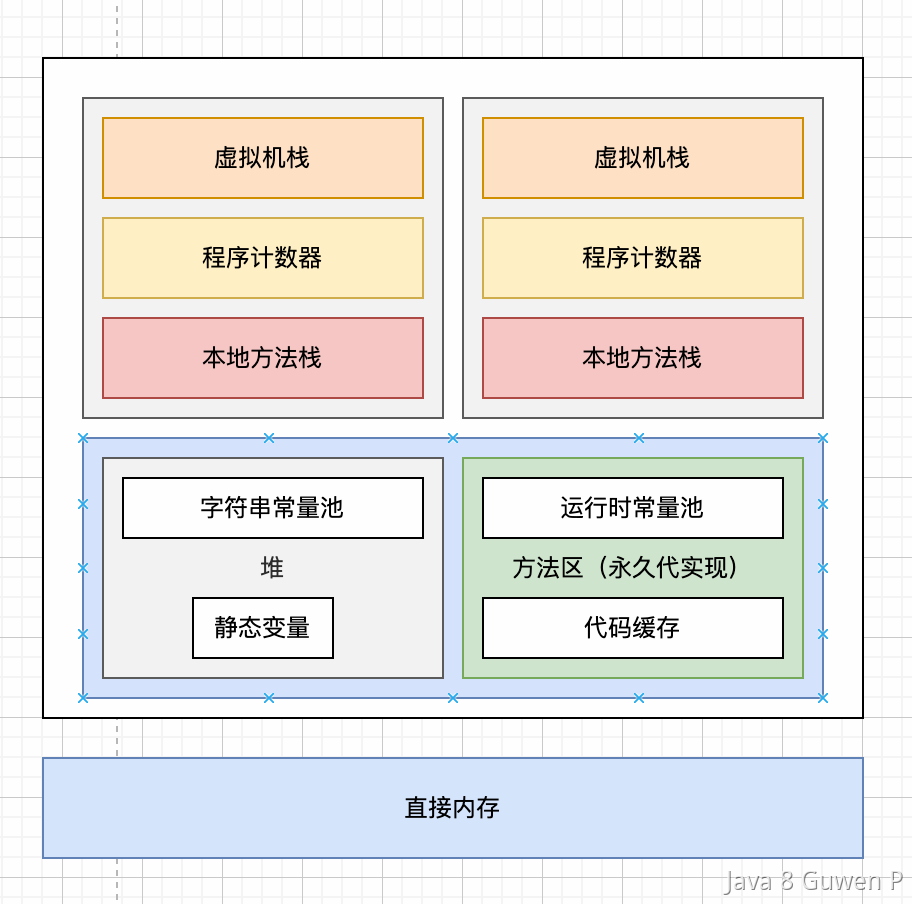 虚拟机栈
程序计数器
本地方法栈
虚拟机栈
程序计数器
本地方法栈
字符串常量池
堆
静态变量
运行时常量池
方法区（永久代实现）
代码缓存
直接内存
Java 8 Guwen P